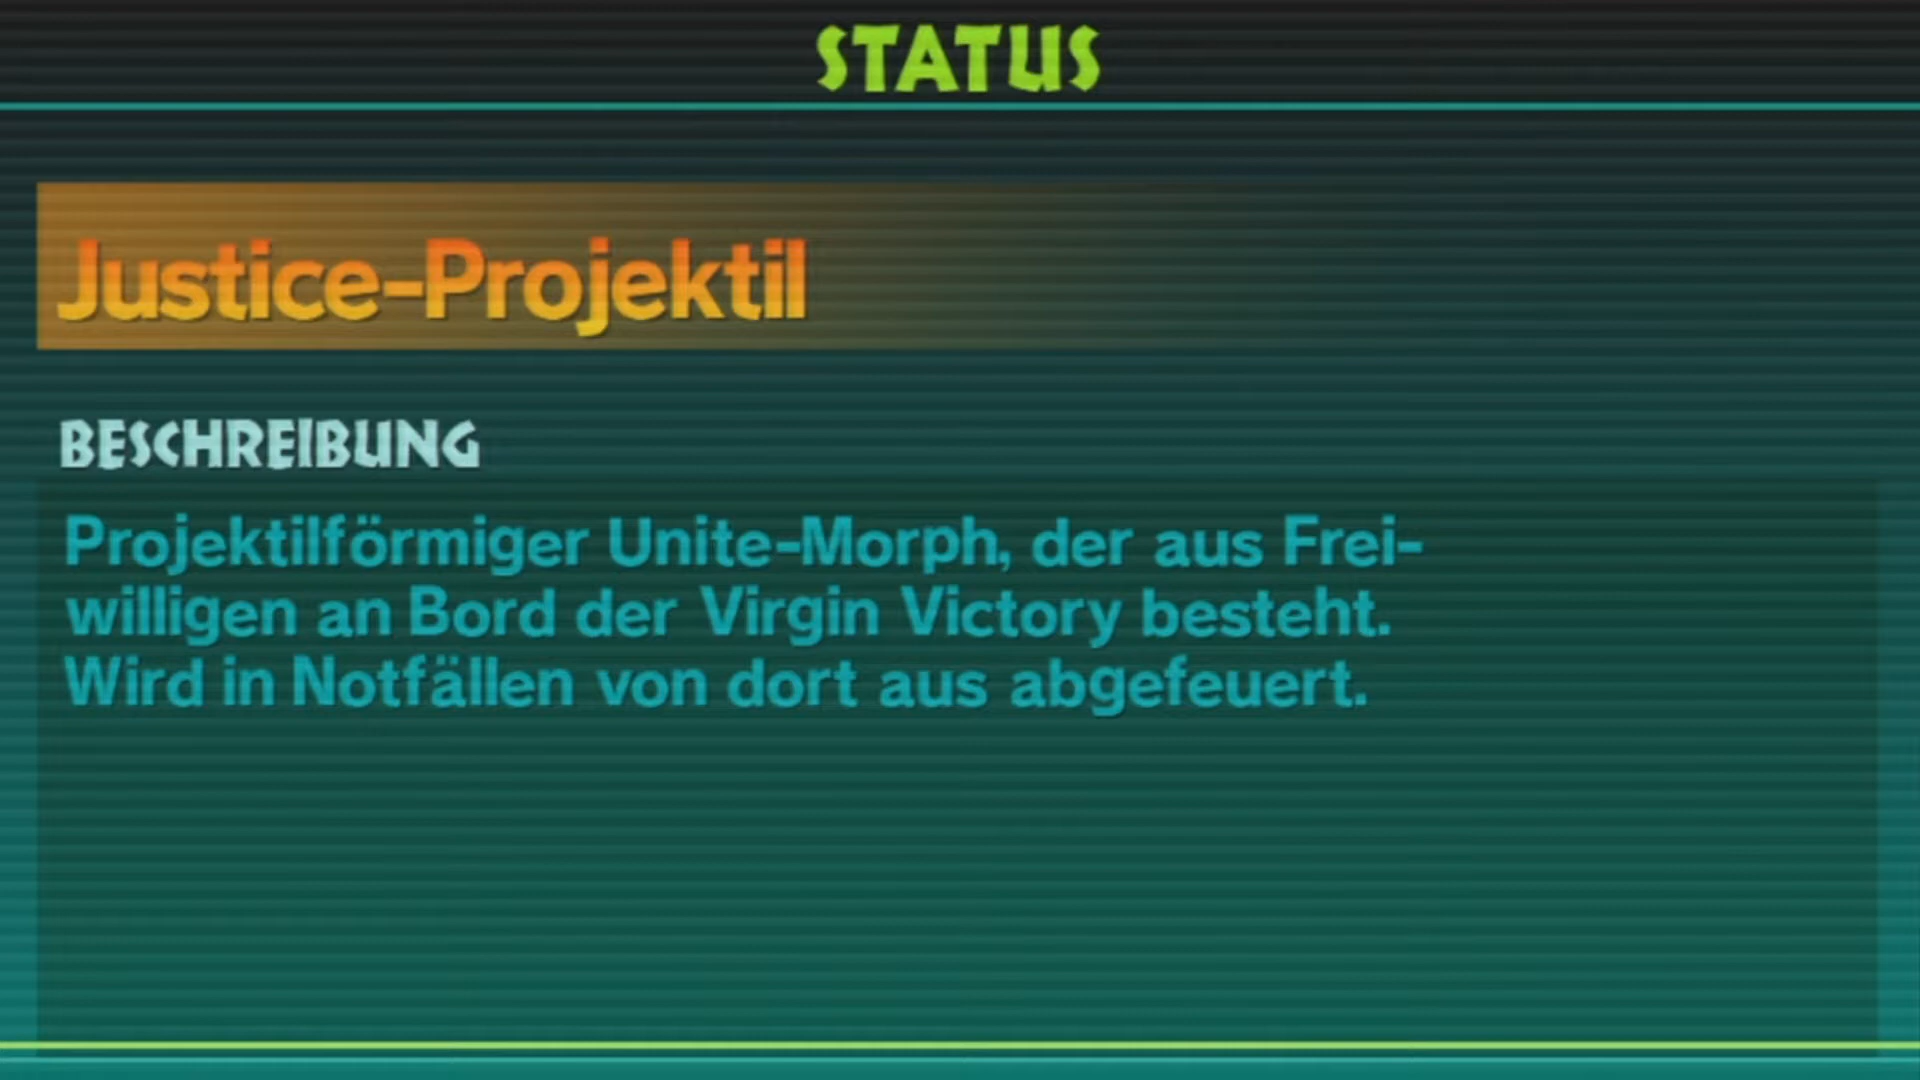 STATUS
Justice-Projektil
BESCHREIBUNG
Projektilförmiger Unite-Morph, der aus Frei-
willigen an Bord der Virgin Victory besteht.
Wird in Notfällen von dort aus abgefeuert.